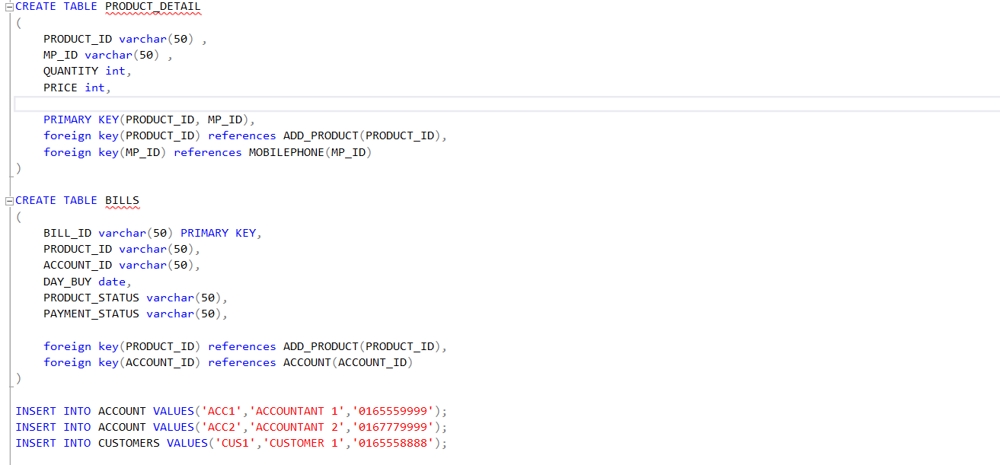 CREATE TABLE PRODUCT_DETAIL
(
PRODUCT_ID varchar(50) ,
MP_ID varchar(50) ,
QUANTITY int,
PRICE int,
PRIMARY KEY(PRODUCT_ID, MP_ID),
foreign key(PRODUCT_ID) references ADD_PRODUCT(PRODUCT_ID),
foreign key(MP_ID) references MOBILEPHONE(MP_ID)
)
CREATE TABLE BILLS
(
BILL_ID varchar(50) PRIMARY KEY,
PRODUCT_ID varchar(50),
ACCOUNT_ID varchar(50),
DAY_BUY date,
PRODUCT_STATUS varchar(50),
PAYMENT_STATUS varchar(50),
foreign key(PRODUCT_ID) references ADD_PRODUCT(PRODUCT_ID),
foreign key(ACCOUNT_ID) references ACCOUNT(ACCOUNT_ID)
)
INSERT INTO ACCOUNT VALUES('ACC1','ACCOUNTANT 1','0165559999');
INSERT INTO ACCOUNT VALUES('ACC2','ACCOUNTANT 2','0167779999');
INSERT INTO CUSTOMERS VALUES('CUS1','CUSTOMER 1','0165558888');